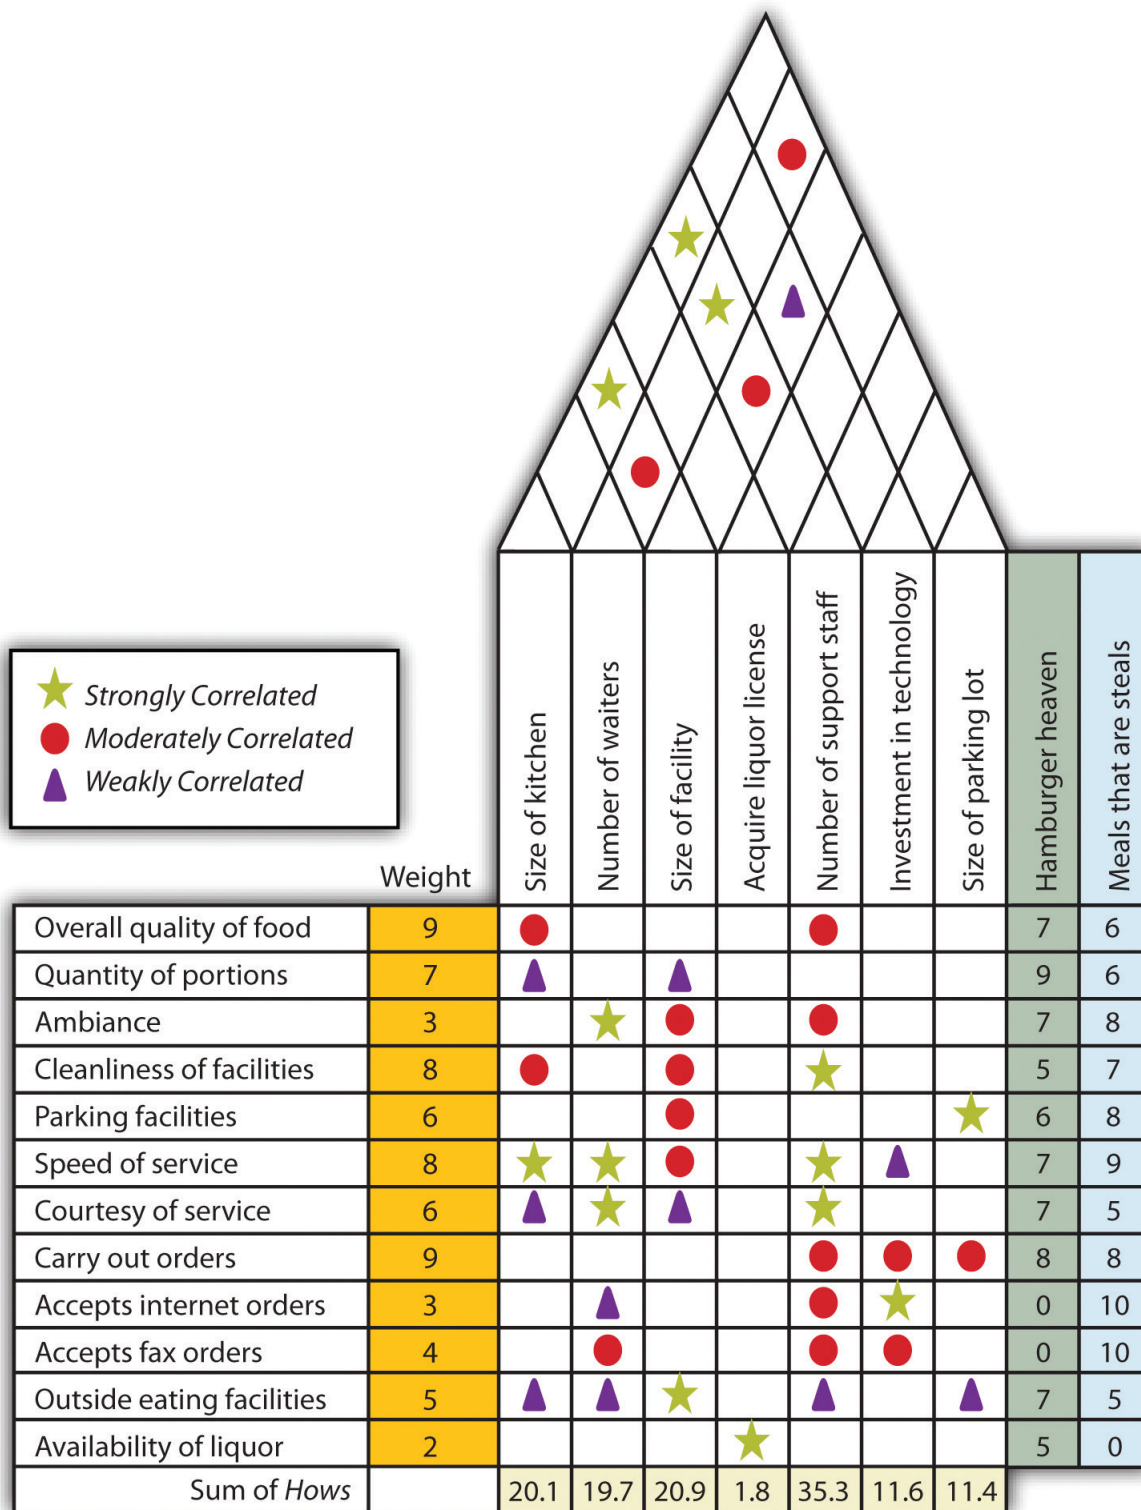 Strongly Correlated
Moderately Correlated
Weakly Correlated
Weight
Size of kitchen
Number of waiters
Size of facility
Acquire liquor license
Number of support staff
Investment in technology
Size of parking lot
Hamburger heaven
Meals that are steals
Overall quality of food 9 7 6
Quantity of portions 7 9 6
Ambiance 3 7 8
Cleanliness of facilities 8 5 7
Parking facilities 6 6 8
Speed of service 8 7 9
Courtesy of service 6 7 5
Carry out orders 9 8 8
Accepts internet orders 3 0 10
Accepts fax orders 4 0 10
Outside eating facilities 5 7 5
Availability of liquor 2 5 0
Sum of Hows 20.1 19.7 20.9 1.8 35.3 11.6 11.4